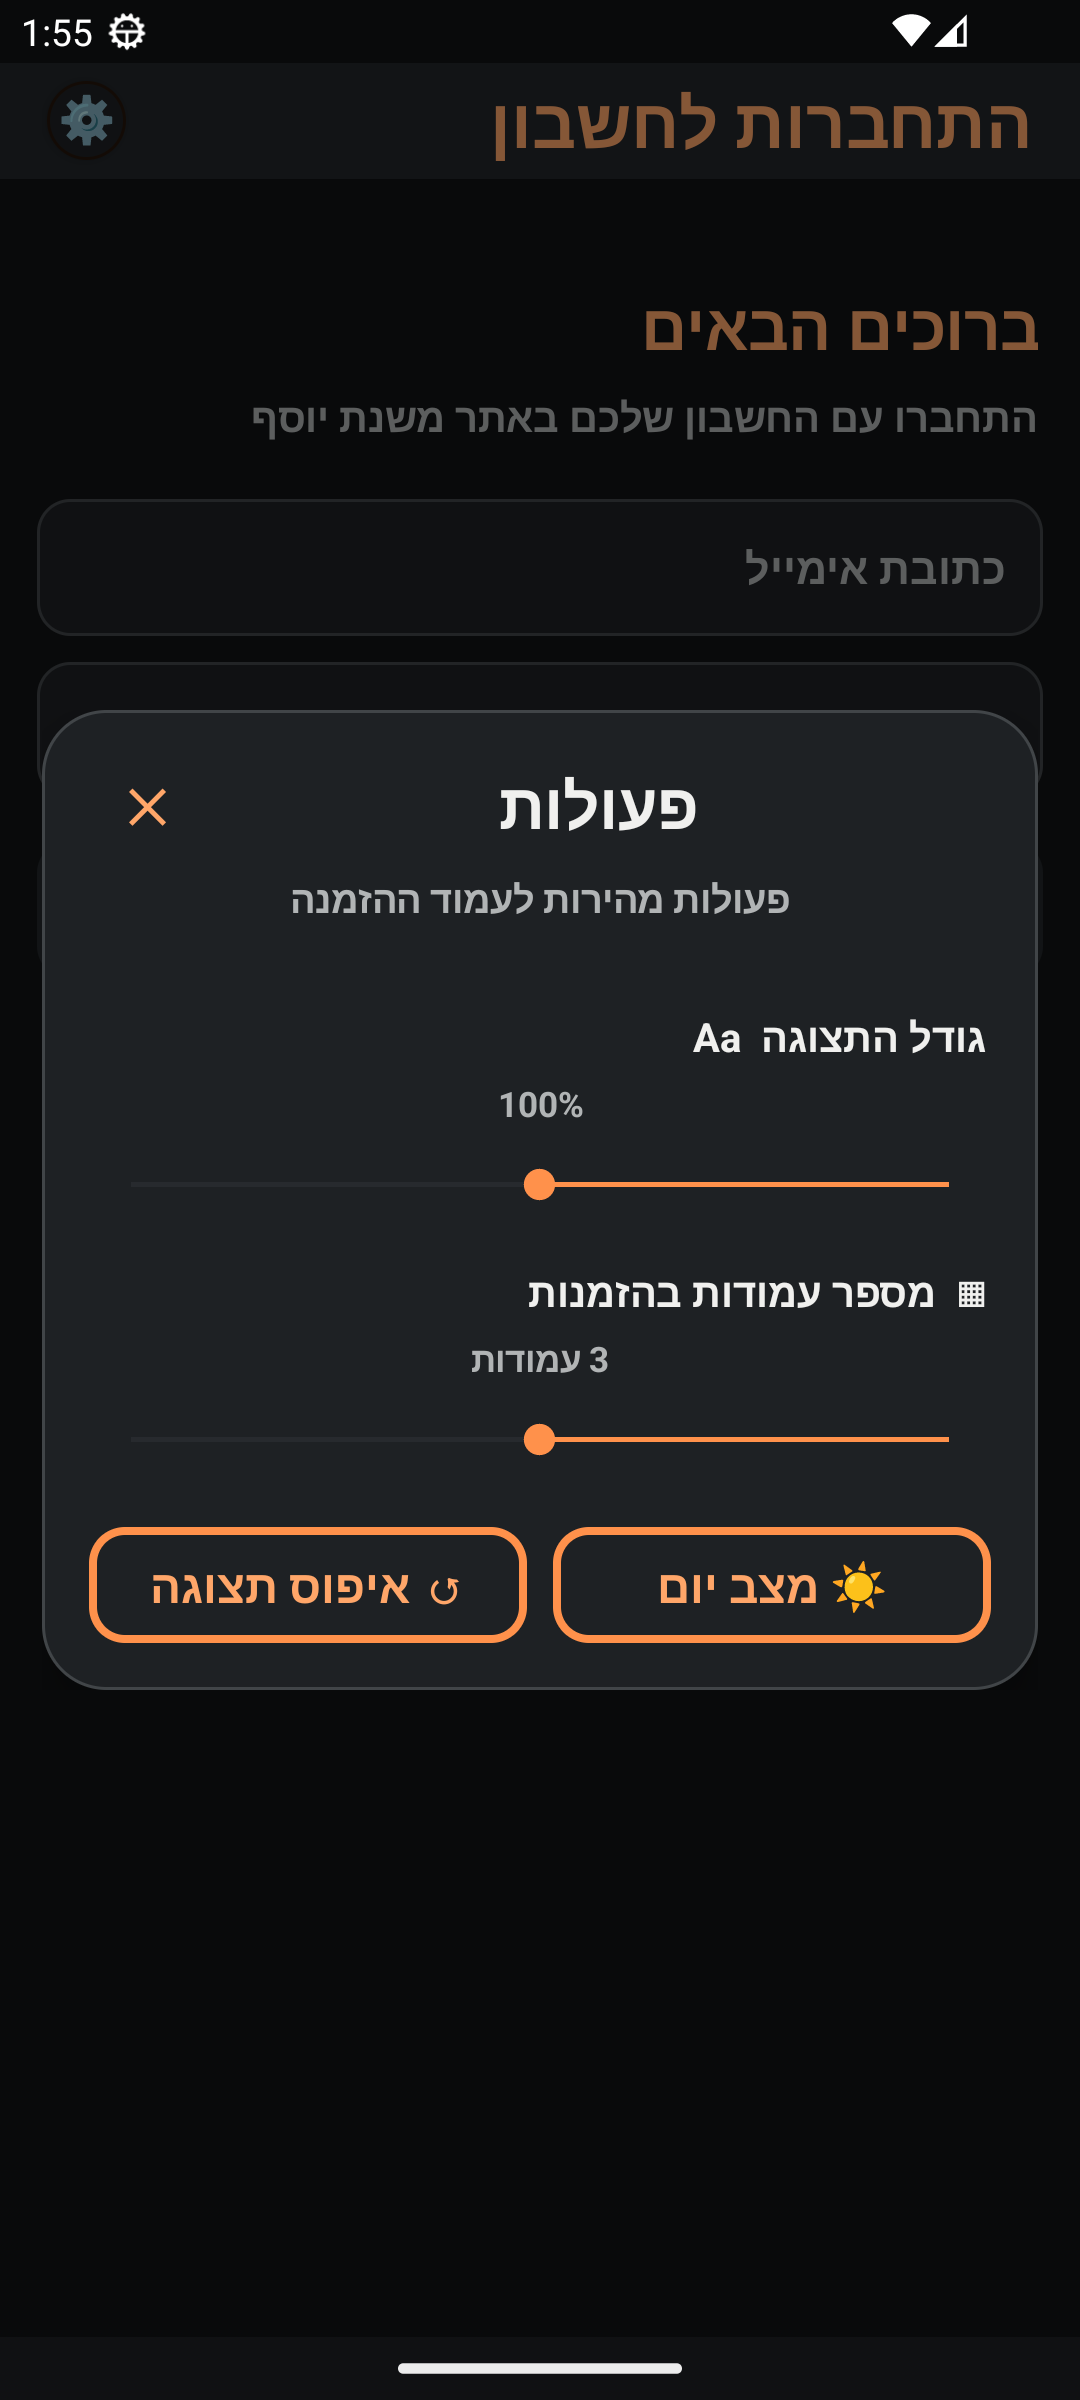 1:55
התחברות לחשבון
ברוכים הבאים
התחברו עם החשבון שלכם באתר משנת יוסף
כתובת אימייל
פעולות
פעולות מהירות לעמוד ההזמנה
גודל התצוגה Aa
100%
מספר עמודות בהזמנות
3 עמודות
מצב יום
איפוס תצוגה